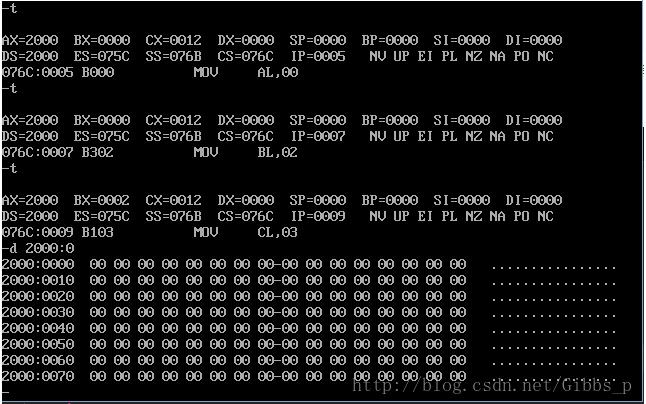 -t
AX=2000  BX=0000  CX=0012  DX=0000  SP=0000  BP=0000  SI=0000  DI=0000
DS=2000  ES=075C  SS=076B  CS=076C  IP=0005   NV UP EI PL NZ NA PO NC
076C:0005 B000          MOV     AL,00
-t
AX=2000  BX=0000  CX=0012  DX=0000  SP=0000  BP=0000  SI=0000  DI=0000
DS=2000  ES=075C  SS=076B  CS=076C  IP=0007   NV UP EI PL NZ NA PO NC
076C:0007 B302          MOV     BL,02
-t
AX=2000  BX=0002  CX=0012  DX=0000  SP=0000  BP=0000  SI=0000  DI=0000
DS=2000  ES=075C  SS=076B  CS=076C  IP=0009   NV UP EI PL NZ NA PO NC
076C:0009 B103          MOV     CL,03
-d 2000:0
2000:0000  00 00 00 00 00 00 00 00-00 00 00 00 00 00 00 00   ................
2000:0010  00 00 00 00 00 00 00 00-00 00 00 00 00 00 00 00   ................
2000:0020  00 00 00 00 00 00 00 00-00 00 00 00 00 00 00 00   ................
2000:0030  00 00 00 00 00 00 00 00-00 00 00 00 00 00 00 00   ................
2000:0040  00 00 00 00 00 00 00 00-00 00 00 00 00 00 00 00   ................
2000:0050  00 00 00 00 00 00 00 00-00 00 00 00 00 00 00 00   ................
2000:0060  00 00 00 00 00 00 00 00-00 00 00 00 00 00 00 00   ................
2000:0070  00 00 00 00 00 00 00 00-00 00 00 00 00 00 00 00   ................
-
http://blog.csdn.net/Gibbs_p